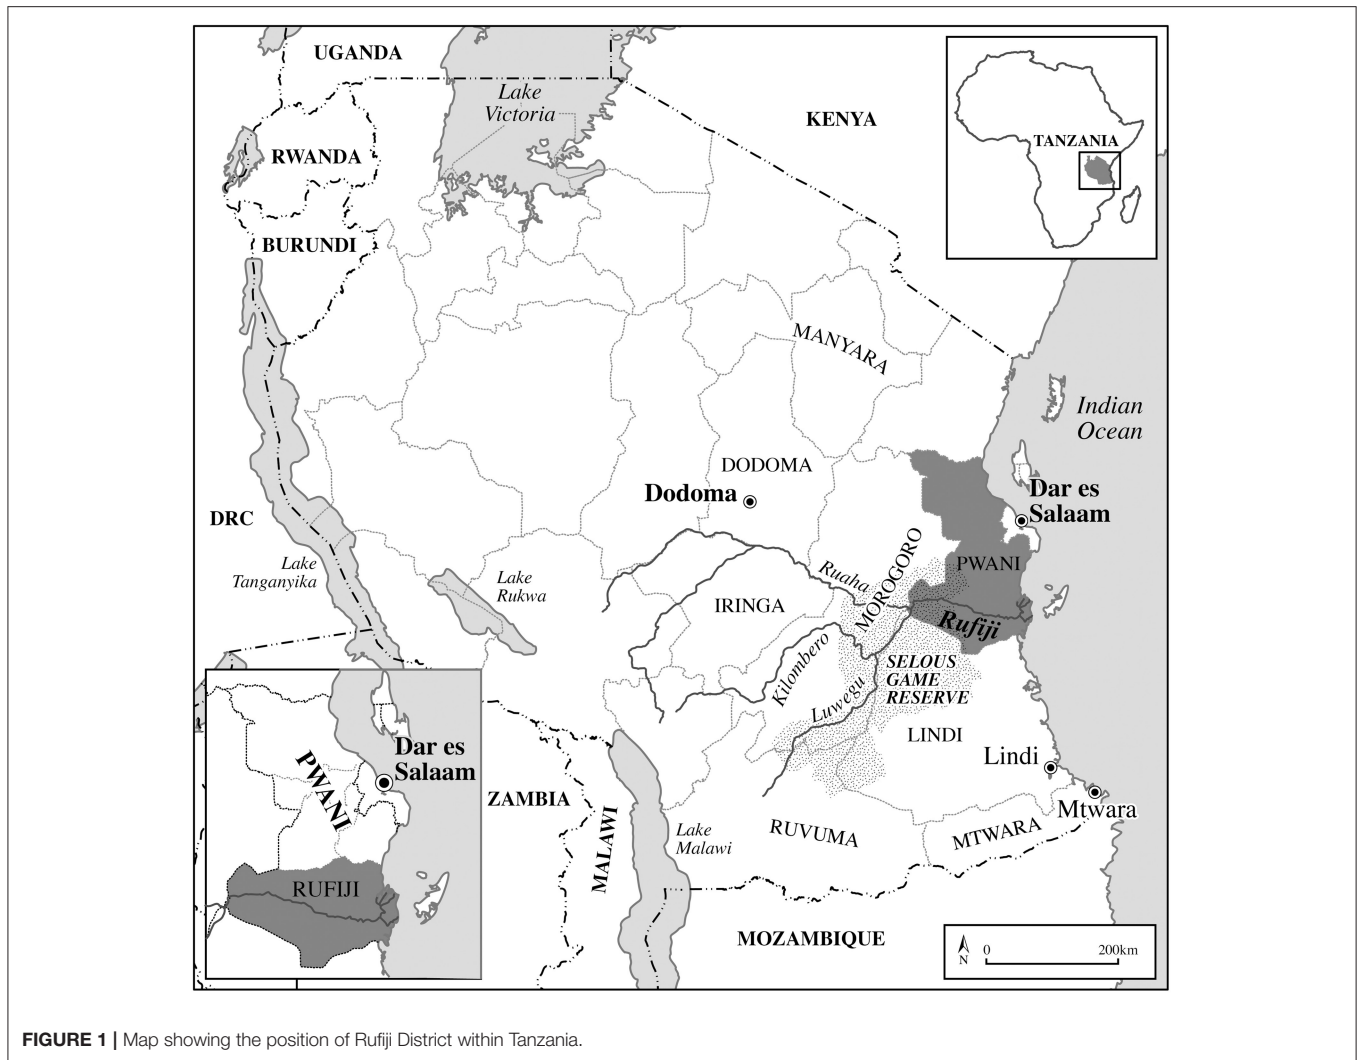 UGANDA
Lake
Victoria
KENYA
TANZANIA
RWANDA
BURUNDI
MANYARA
Indian
Ocean
DODOMA
Dodoma
Dar es
Salaam
DRC
Lake
Tanganyika
Lake
Rukwa
Ruaha
MOROGORO
PWANI
IRINGA
Rufiji
Kilombero
Luwegu
SELOUS
GAME
RESERVE
LINDI
Lindi
Mtwara
Dar es
Salaam
PWANI
RUFIJI
ZAMBIA
MALAWI
Lake
Malawi
RUVUMA
MTWARA
MOZAMBIQUE
N
0 200km
FIGURE 1 | Map showing the position of Rufiji District within Tanzania.